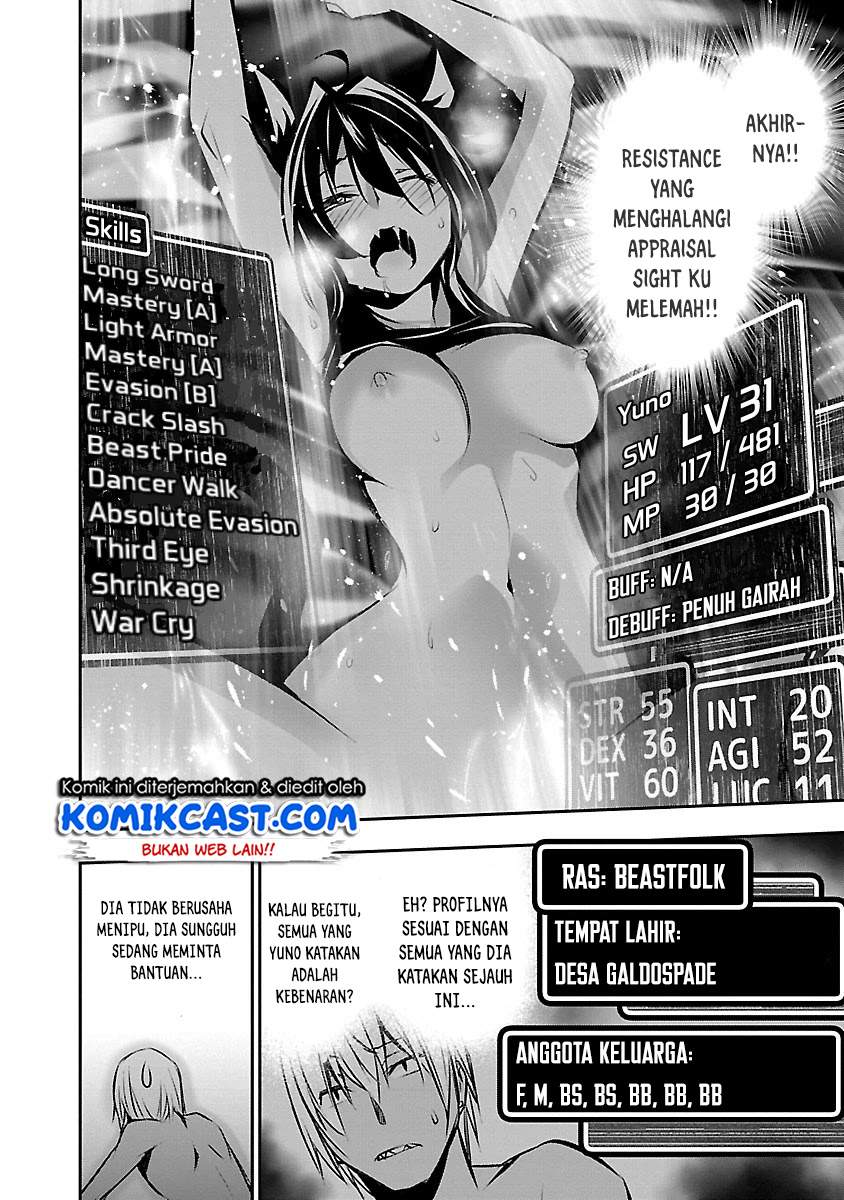 AKHIR-
NYA!!
RESISTANCE
YANG
MENGHALANGI
APPRAISAL
SIGHT KU
MELEMAH!!
Skills
Long Sword
Mastery [A]
Light Armor
Mastery [A]
Evasion [B]
Crack Slash
Beast Pride
Dancer Walk
Absolute Evasion
Third Eye
Shrinkage
War Cry
Yuno
SW LV 31
HP 117 / 481
MP 30 / 30
BUFF: N/A
DEBUFF: PENUH GAIRAH
STR 55
DEX 36
VIT 60
INT 20
AGI 52
LUC 11
Komik ini diterjemahkan & diedit oleh
KOMIKCAST.COM
BUKAN WEB LAIN!!
RAS: BEASTFOLK
TEMPAT LAHIR:
DESA GALDOSPADE
ANGGOTA KELUARGA:
F, M, BS, BS, BB, BB, BB
EH? PROFILNYA
SESUAI DENGAN
SEMUA YANG DIA
KATAKAN SEJAUH
INI...
KALAU BEGITU,
SEMUA YANG
YUNO KATAKAN
ADALAH
KEBENARAN?
DIA TIDAK BERUSAHA
MENIPU, DIA SUNGGUH
SEDANG MEMINTA
BANTUAN...